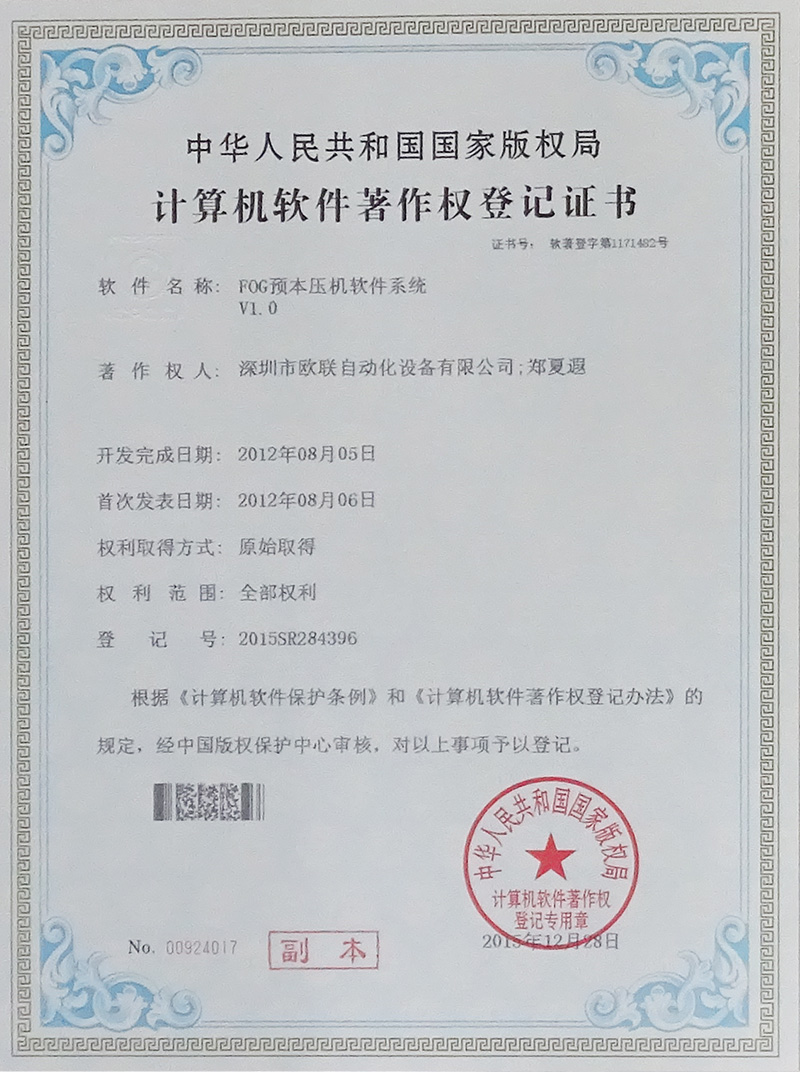 中华人民共和国国家版权局
计算机软件著作权登记证书
证书号： 软著登字第1171482号
软件名称： FOG预本压机软件系统
V1.0
著作权人： 深圳市欧联自动化设备有限公司;郑夏遐
开发完成日期： 2012年08月05日
首次发表日期： 2012年08月06日
权利取得方式： 原始取得
权利范围： 全部权利
登记号： 2015SR284396
根据《计算机软件保护条例》和《计算机软件著作权登记办法》的
规定，经中国版权保护中心审核，对以上事项予以登记。
中华人民共和国国家版权局
计算机软件著作权
登记专用章
2015年12月28日
No. 00924017
副本